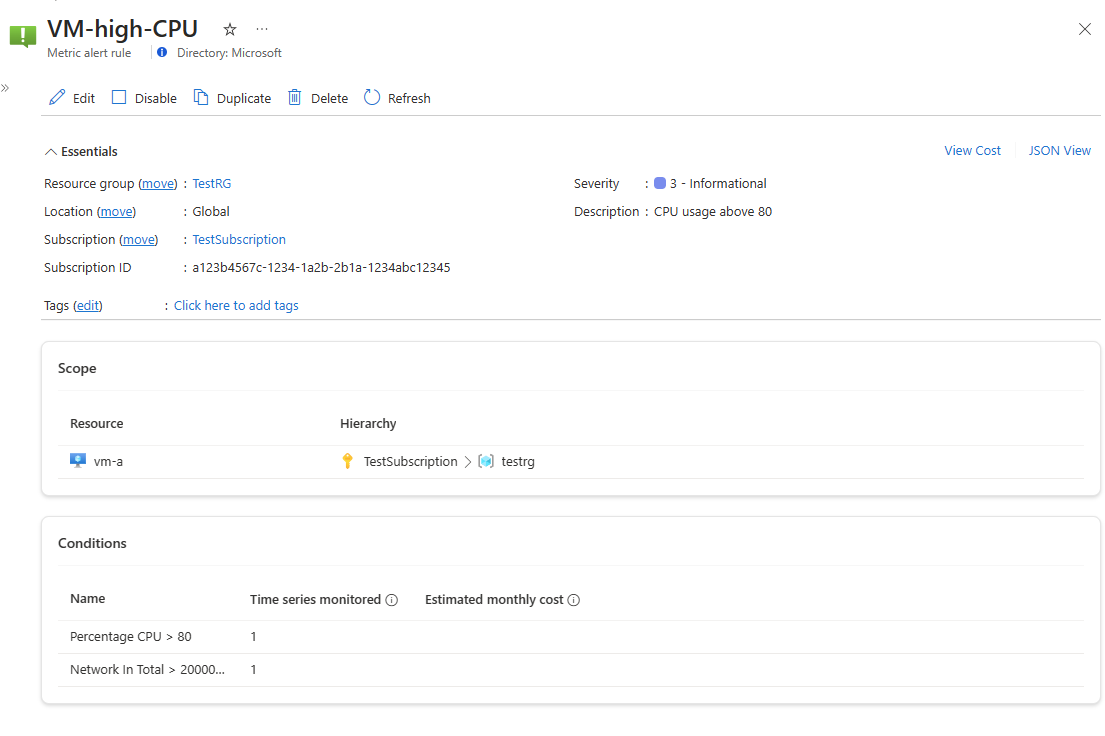 VM-high-CPU
Metric alert rule Directory: Microsoft
Edit Disable Duplicate Delete Refresh
Essentials View Cost JSON View
Resource group (move) : TestRG Severity : 3 - Informational
Location (move) : Global Description : CPU usage above 80
Subscription (move) : TestSubscription
Subscription ID : a123b4567c-1234-1a2b-2b1a-1234abc12345
Tags (edit) : Click here to add tags
Scope
Resource Hierarchy
vm-a TestSubscription > testrg
Conditions
Name Time series monitored Estimated monthly cost
Percentage CPU > 80 1
Network In Total > 20000... 1